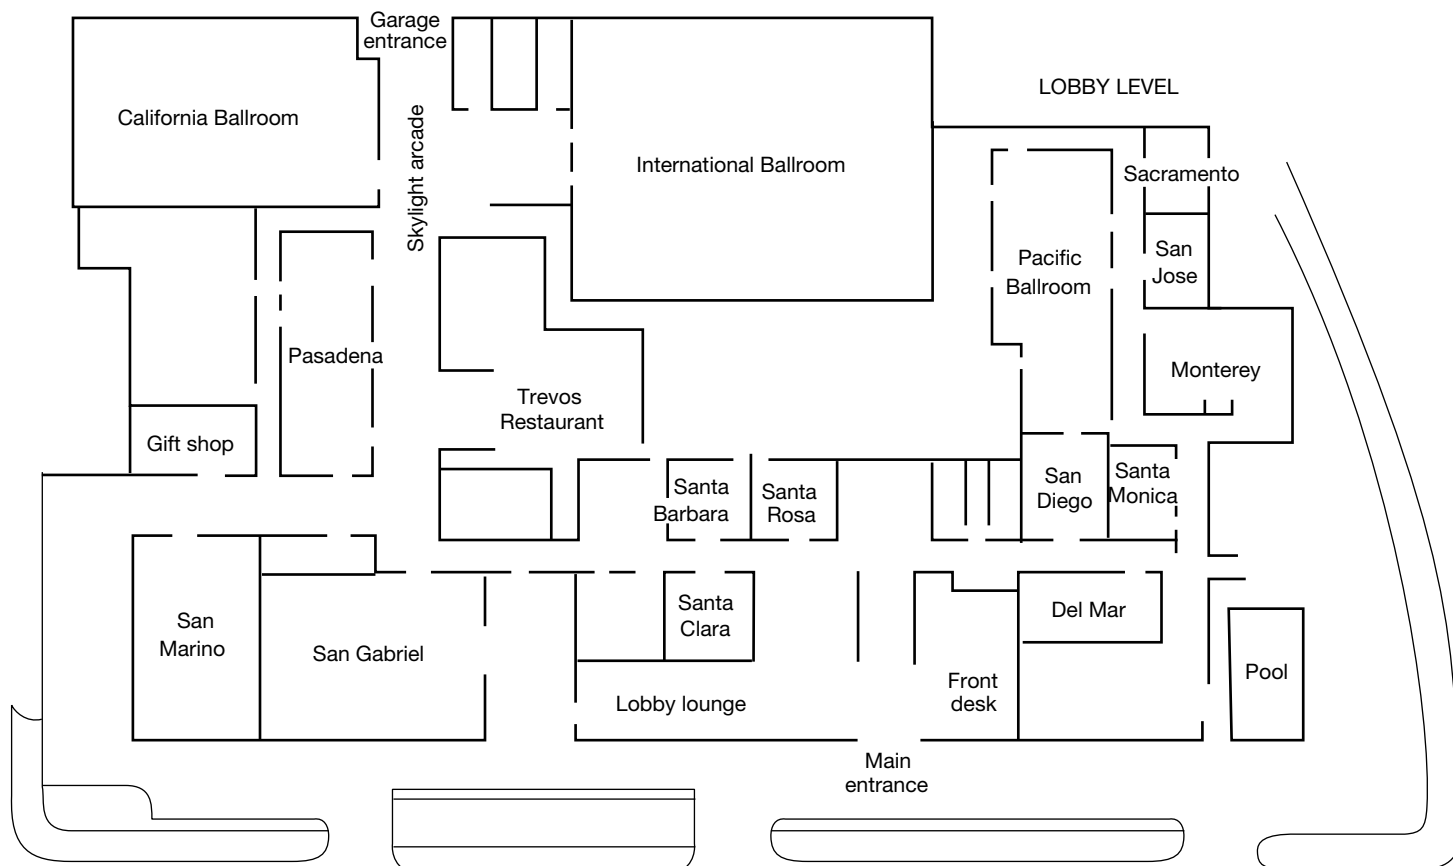 Garage
entrance
LOBBY LEVEL
California Ballroom
International Ballroom
Skylight arcade
Sacramento
San
Jose
Pacific
Ballroom
Pasadena
Monterey
Trevos
Restaurant
Gift shop
Santa
Barbara
Santa
Rosa
San
Diego
Santa
Monica
San
Marino
San Gabriel
Santa
Clara
Del Mar
Lobby lounge
Front
desk
Pool
Main
entrance